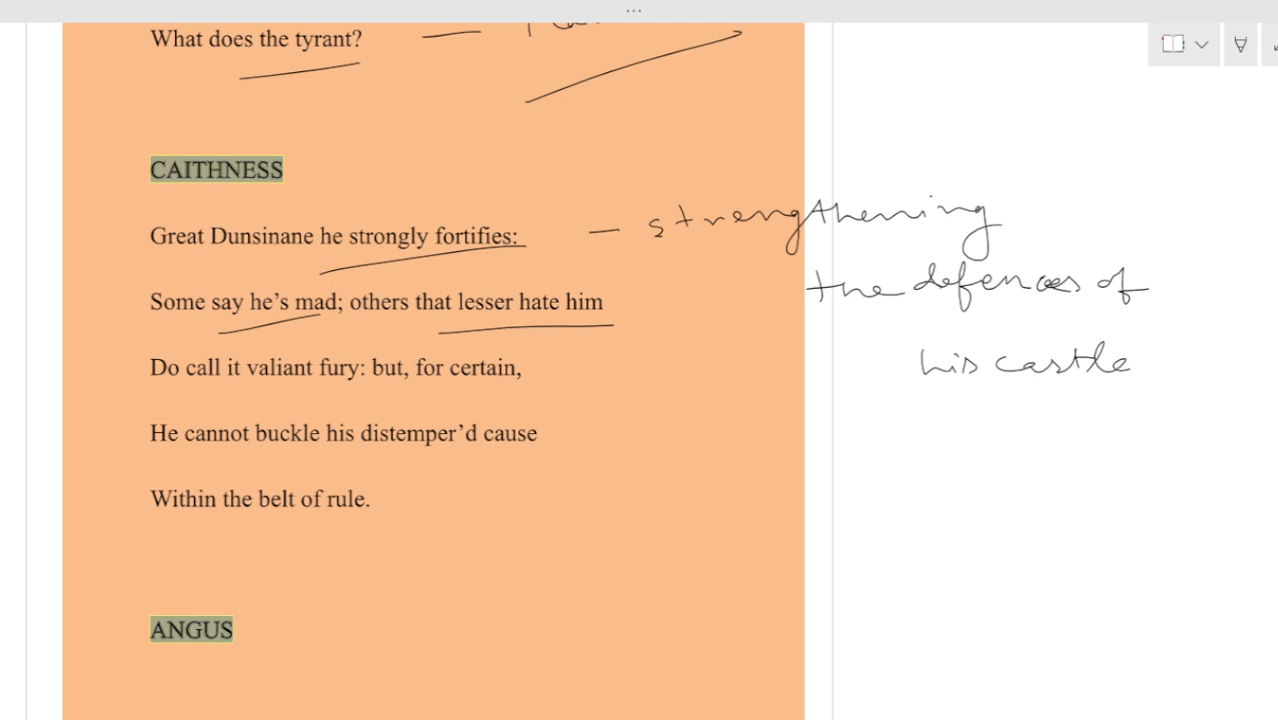 What does the tyrant? —
CAITHNESS
Great Dunsinane he strongly fortifies: — strengthening
the defences of
Some say he’s mad; others that lesser hate him
his castle
Do call it valiant fury: but, for certain,
He cannot buckle his distemper’d cause
Within the belt of rule.
ANGUS